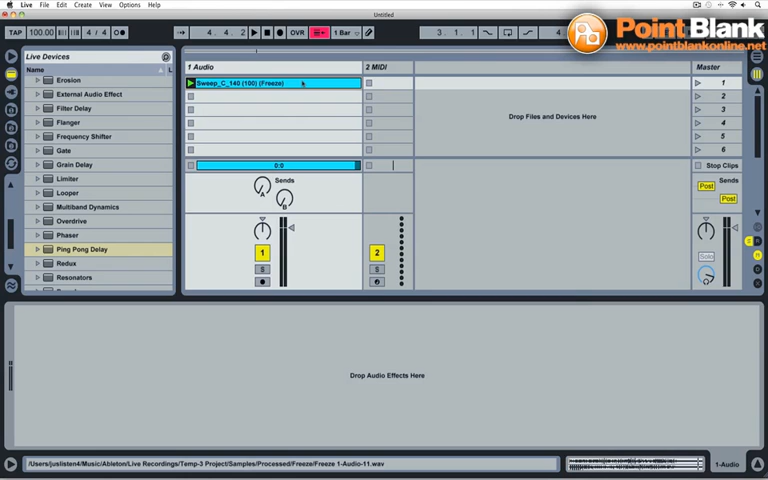 Live File Edit Create View Options Help
Untitled
TAP 100.00 4 / 4 4. 4. 2 OVR 1 Bar 3. 1. 1
Point Blank
www.pointblankonline.net
Live Devices
Name
Erosion
External Audio Effect
Filter Delay
Flanger
Frequency Shifter
Gate
Grain Delay
Limiter
Looper
Multiband Dynamics
Overdrive
Phaser
Ping Pong Delay
Redux
Resonators
1 Audio 2 MIDI Master
Sweep_C_140 (100) (Freeze) 1
2
3
4
5
6
Drop Files and Devices Here
0:0 Stop Clips
Sends Sends
A Post
B Post
1 2 Solo
S S
Drop Audio Effects Here
/Users/juslisten4/Music/Ableton/Live Recordings/Temp-3 Project/Samples/Processed/Freeze/Freeze 1-Audio-11.wav
1-Audio